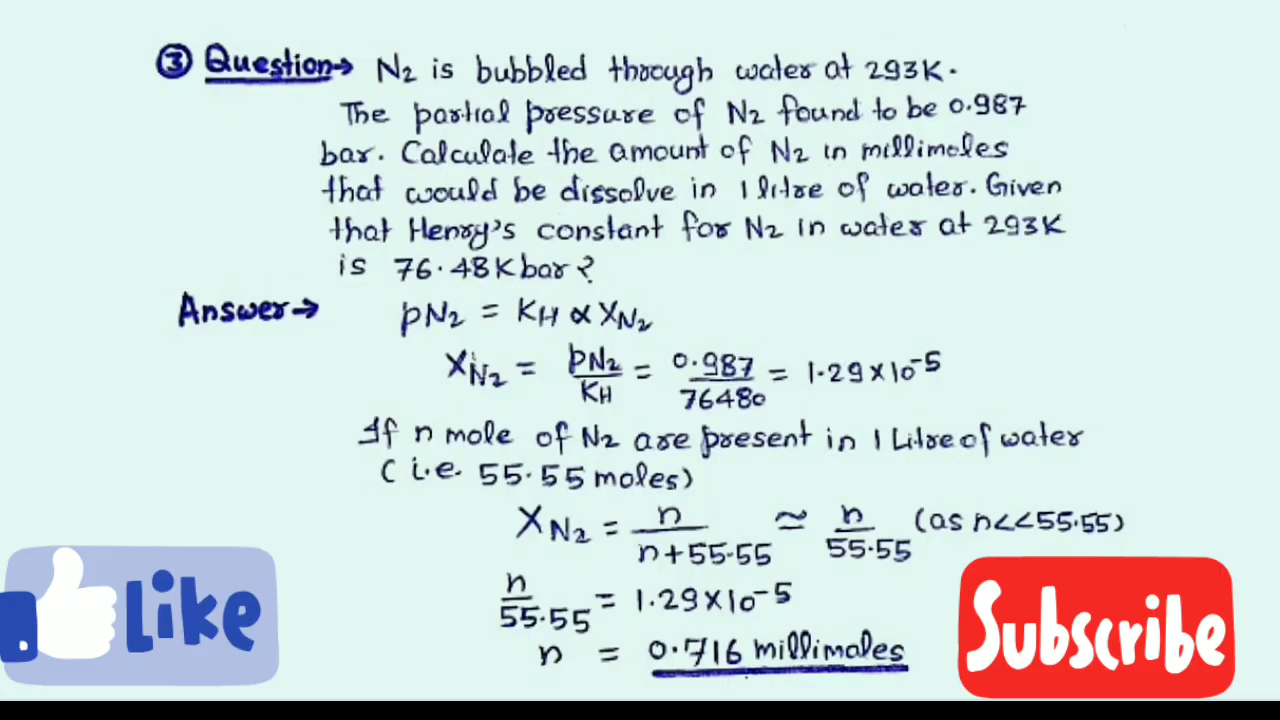 ③ Question→ N₂ is bubbled through water at 293K.
The partial pressure of N₂ found to be 0.987
bar. Calculate the amount of N₂ in millimoles
that would be dissolve in 1 litre of water. Given
that Henry's constant for N₂ in water at 293K
is 76.48K bar?
Answer→ pN₂ = KH ∝ XN₂
XN₂ = pN₂/KH = 0.987/76480 = 1.29×10⁻⁵
If n mole of N₂ are present in 1 Litre of water
(i.e. 55.55 moles)
XN₂ = n/n+55.55 ≃ n/55.55 (as n<<55.55)
n/55.55 = 1.29×10⁻⁵
n = 0.716 millimoles
Like
Subscribe